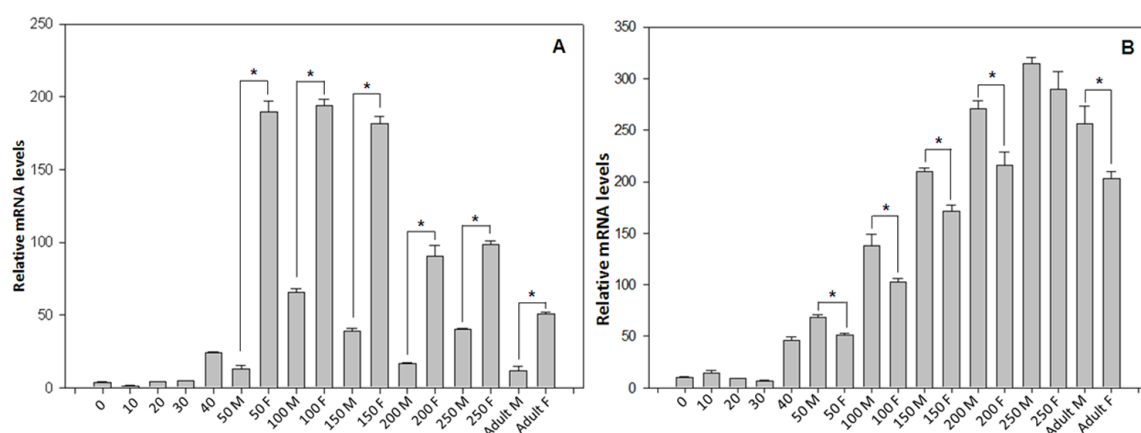 250
200
150
100
50
0
Relative mRNA levels
A
*
*
*
*
*
*
0
10
20
30
40
50 M
50 F
100 M
100 F
150 M
150 F
200 M
200 F
250 M
250 F
Adult M
Adult F
350
300
250
200
150
100
50
0
Relative mRNA levels
B
*
*
*
*
*
0
10
20
30
40
50 M
50 F
100 M
100 F
150 M
150 F
200 M
200 F
250 M
250 F
Adult M
Adult F